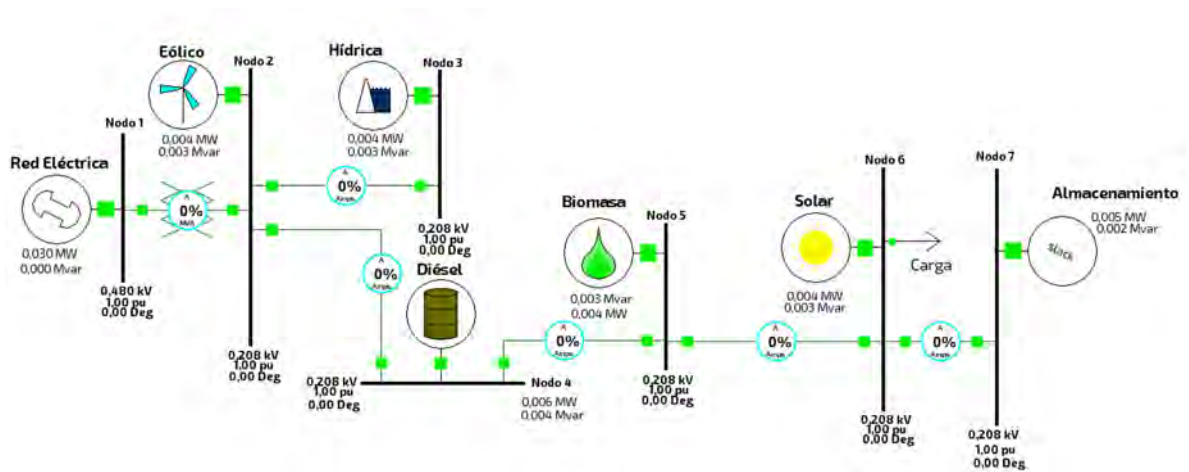 Eólico
Nodo 2
0,004 MW
0,003 Mvar
Hídrica
Nodo 3
0,004 MW
0,003 Mvar
Nodo 1
Red Eléctrica
0,030 MW
0,000 Mvar
A
0%
MVA
A
0%
Amps
0,480 kV
1,00 pu
0,00 Deg
0,208 kV
1,00 pu
0,00 Deg
A
0%
Amps
Diésel
0,208 kV
1,00 pu
0,00 Deg
0,208 kV
1,00 pu
0,00 Deg
Nodo 4
0,006 MW
0,004 Mvar
Biomasa
Nodo 5
0,003 Mvar
0,004 MW
A
0%
Amps
0,208 kV
1,00 pu
0,00 Deg
Solar
Nodo 6
0,004 MW
0,003 Mvar
Carga
A
0%
Amps
0,208 kV
1,00 pu
0,00 Deg
Nodo 7
Almacenamiento
0,005 MW
0,002 Mvar
slack
A
0%
Amps
0,208 kV
1,00 pu
0,00 Deg